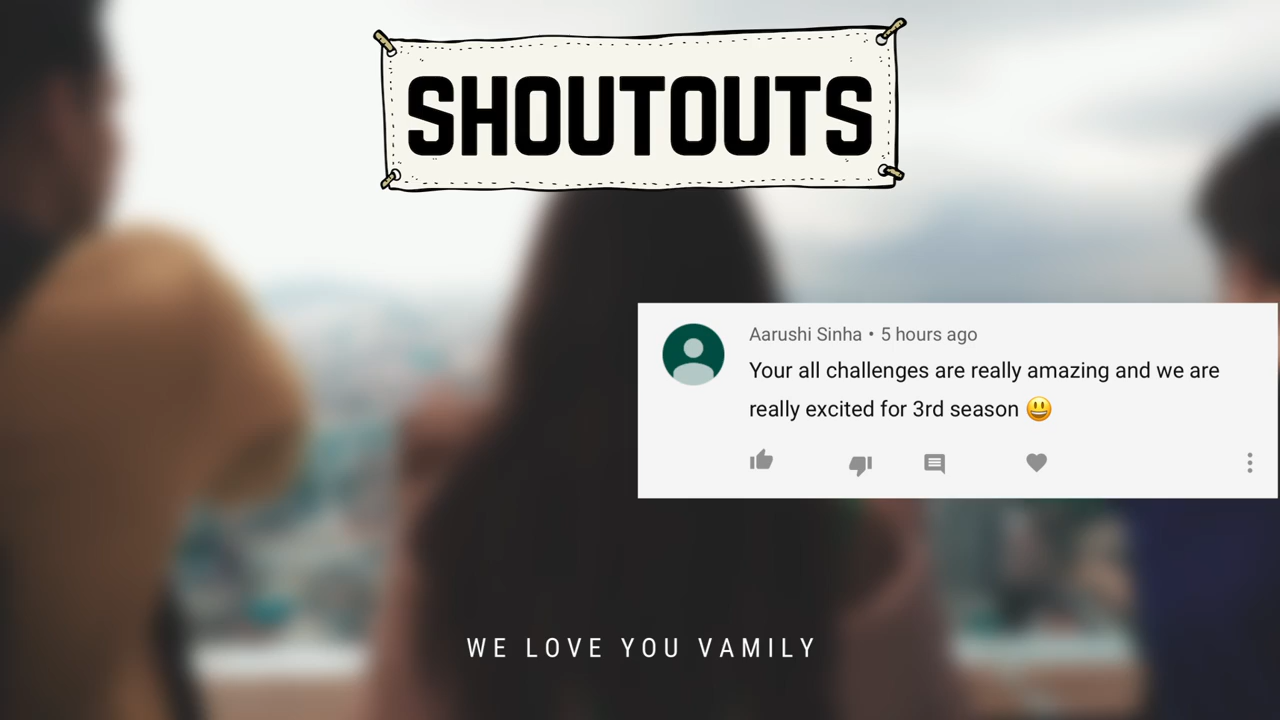 SHOUTOUTS
Aarushi Sinha • 5 hours ago
Your all challenges are really amazing and we are
really excited for 3rd season 😃
WE LOVE YOU VAMILY